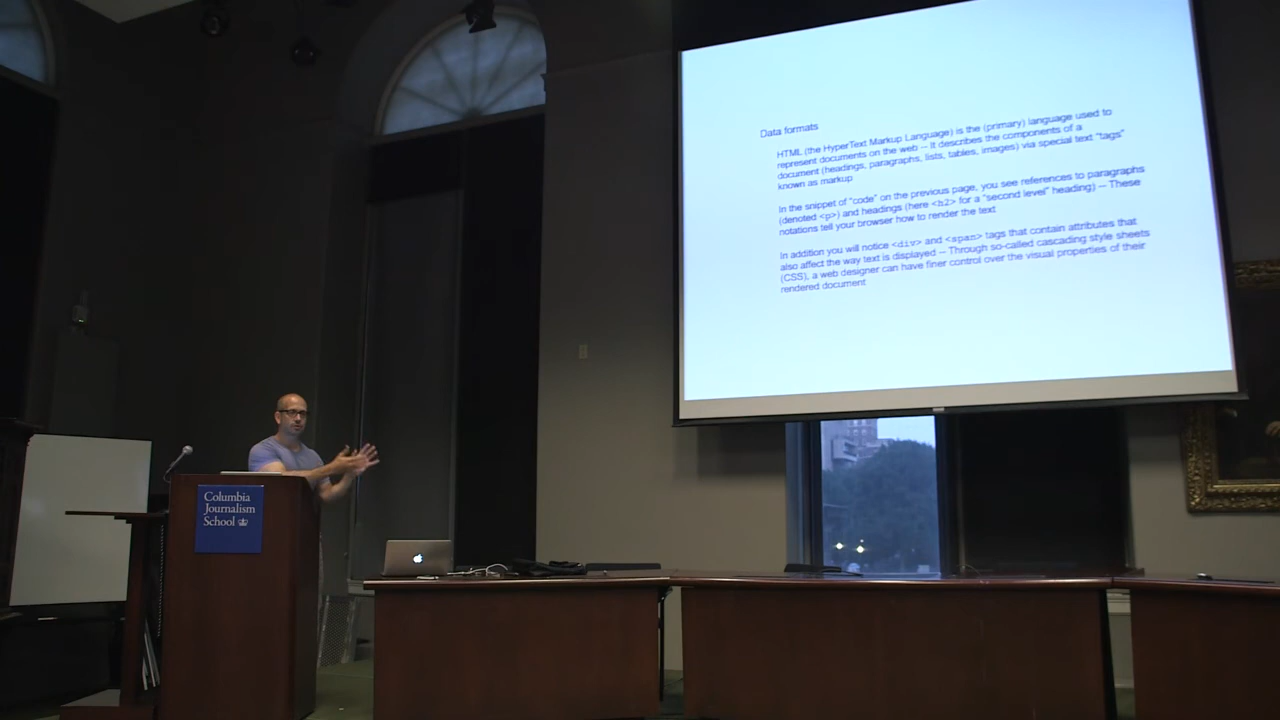 Data formats
HTML (the HyperText Markup Language) is the (primary) language used to
represent documents on the web -- It describes the components of a
document (headings, paragraphs, lists, tables, images) via special text "tags"
known as markup
In the snippet of "code" on the previous page, you see references to paragraphs
(denoted <p>) and headings (here <h2> for a "second level" heading) -- These
notations tell your browser how to render the text
In addition you will notice <div> and <span> tags that contain attributes that
also affect the way text is displayed -- Through so-called cascading style sheets
(CSS), a web designer can have finer control over the visual properties of their
rendered document
Columbia
Journalism
School